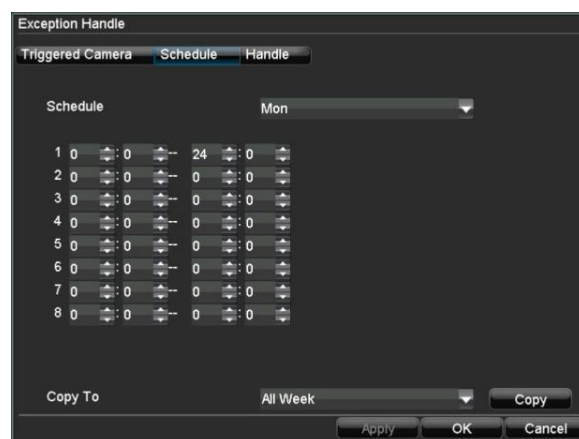 Exception Handle
Triggered Camera Schedule Handle
Schedule Mon
1 0 : 0 -- 24 : 0
2 0 : 0 -- 0 : 0
3 0 : 0 -- 0 : 0
4 0 : 0 -- 0 : 0
5 0 : 0 -- 0 : 0
6 0 : 0 -- 0 : 0
7 0 : 0 -- 0 : 0
8 0 : 0 -- 0 : 0
Copy To All Week Copy
Apply OK Cancel